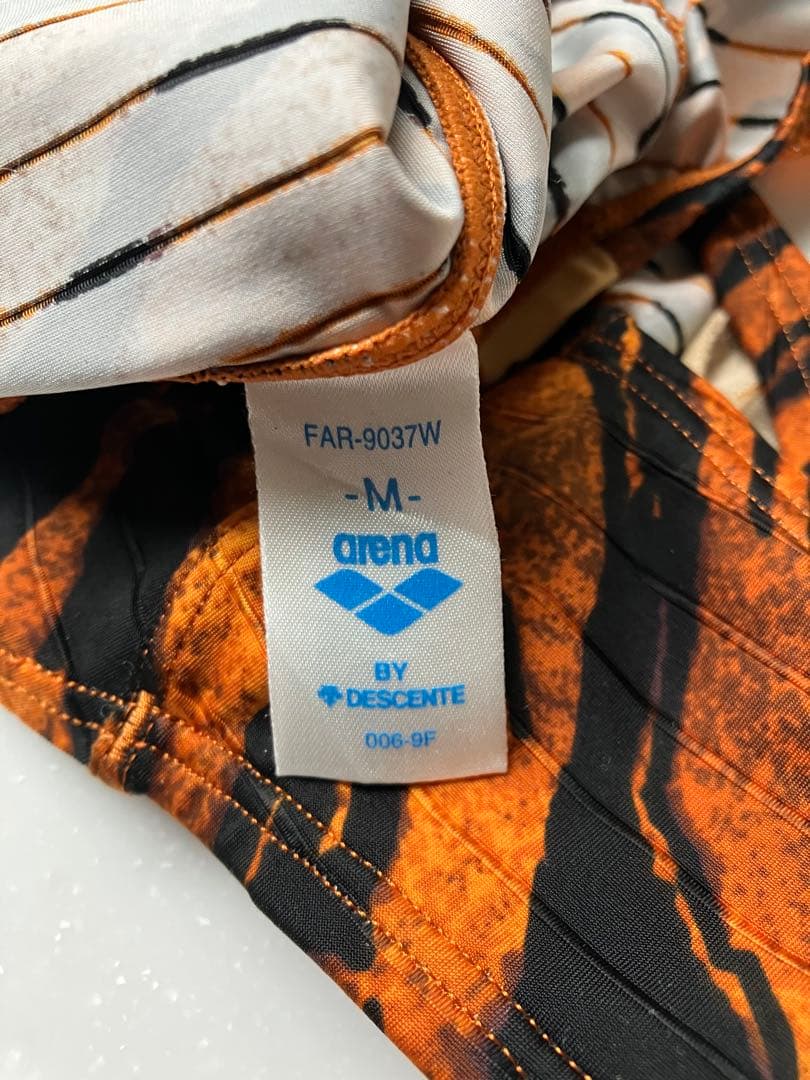 FAR-9037W
-M-
arena
BY
DESCENTE
006-9F